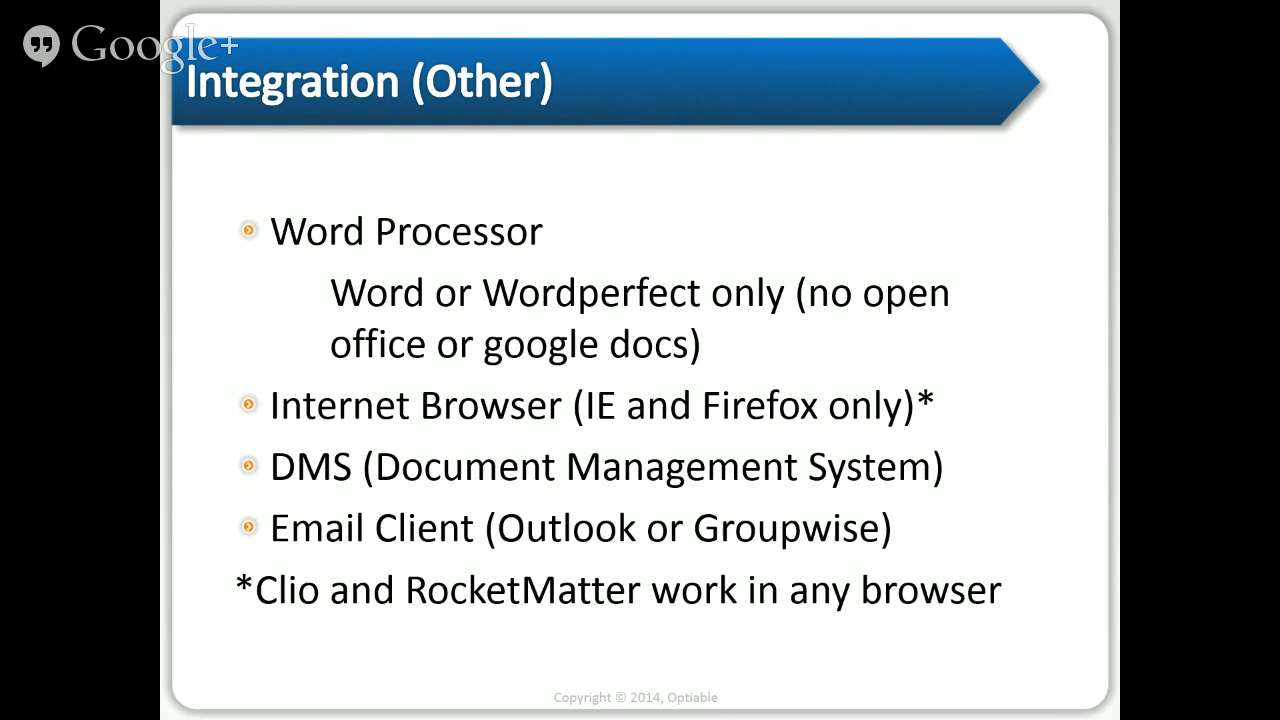 Google+
Integration (Other)
Word Processor
Word or Wordperfect only (no open
office or google docs)
Internet Browser (IE and Firefox only)*
DMS (Document Management System)
Email Client (Outlook or Groupwise)
*Clio and RocketMatter work in any browser
Copyright © 2014, Optiable